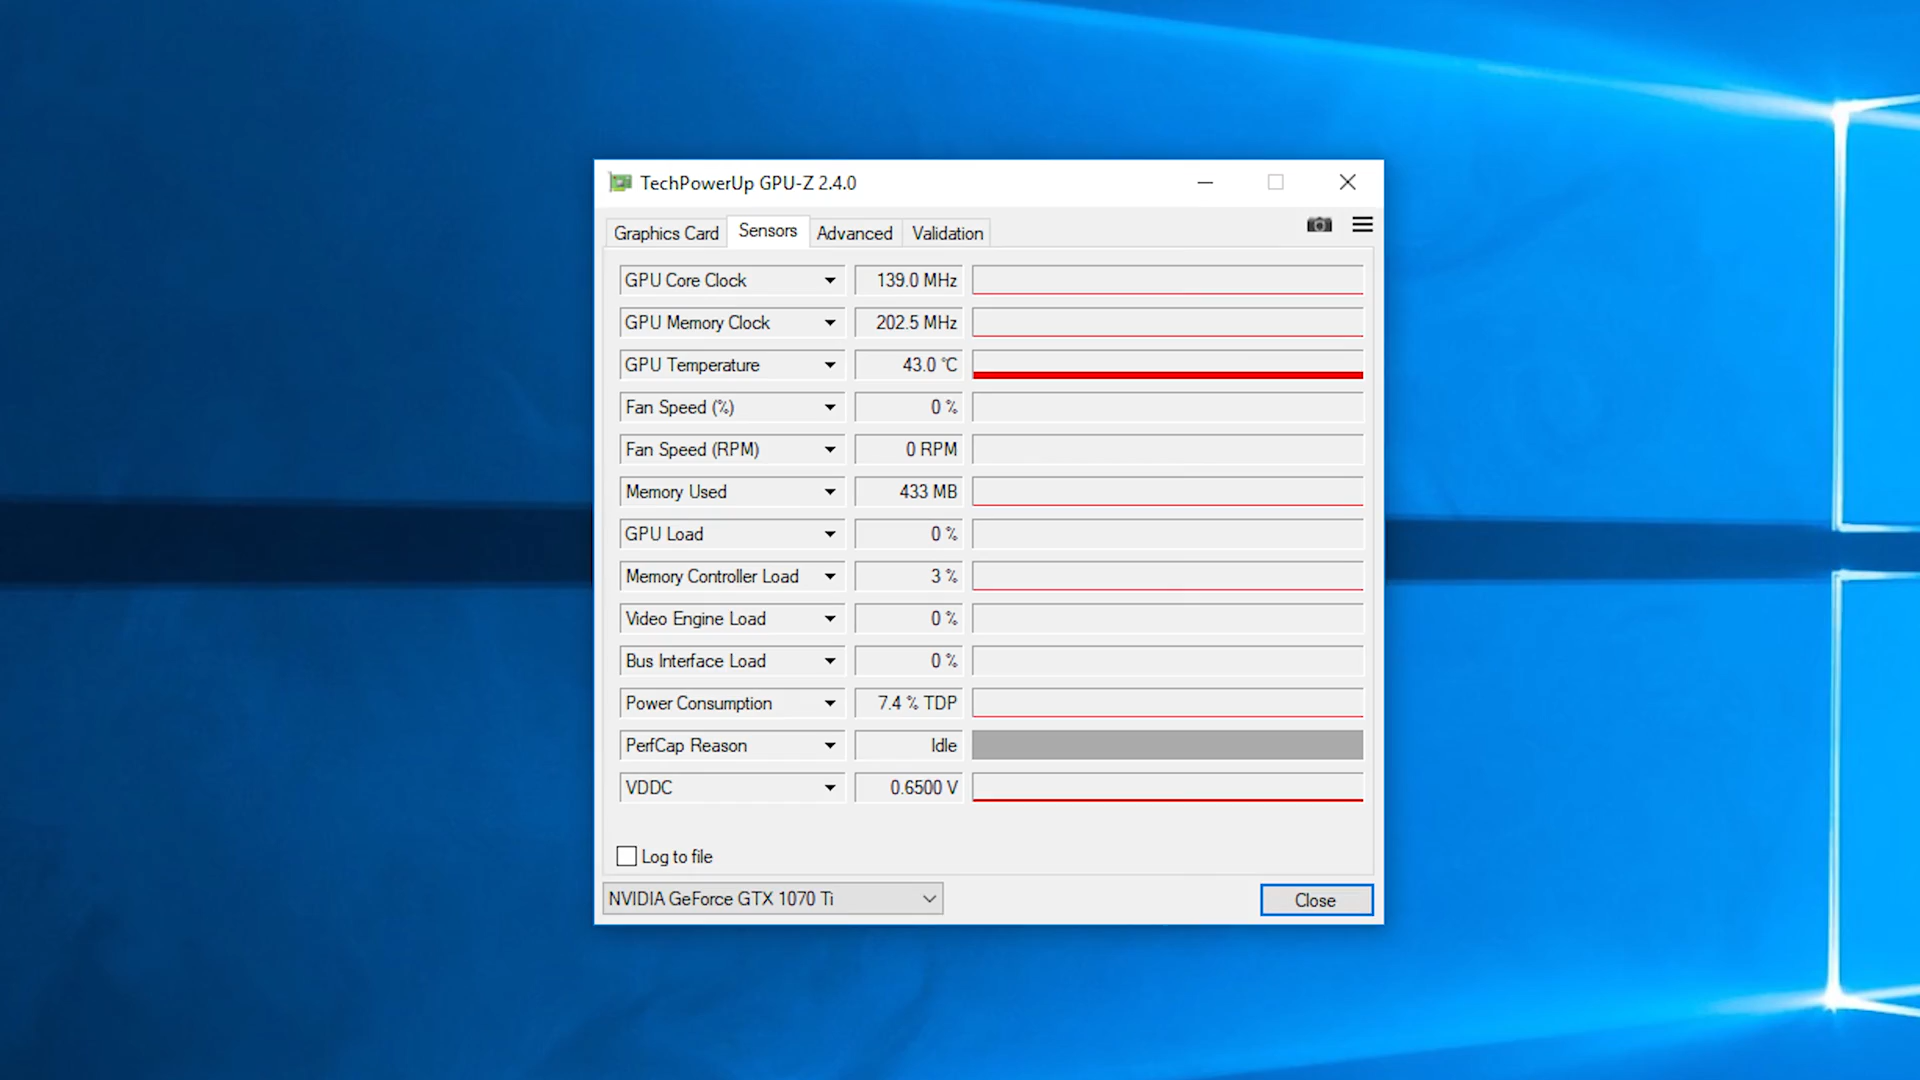 TechPowerUp GPU-Z 2.4.0
Graphics Card Sensors Advanced Validation
GPU Core Clock 139.0 MHz
GPU Memory Clock 202.5 MHz
GPU Temperature 43.0 °C
Fan Speed (%) 0 %
Fan Speed (RPM) 0 RPM
Memory Used 433 MB
GPU Load 0 %
Memory Controller Load 3 %
Video Engine Load 0 %
Bus Interface Load 0 %
Power Consumption 7.4 % TDP
PerfCap Reason Idle
VDDC 0.6500 V
Log to file
NVIDIA GeForce GTX 1070 Ti Close